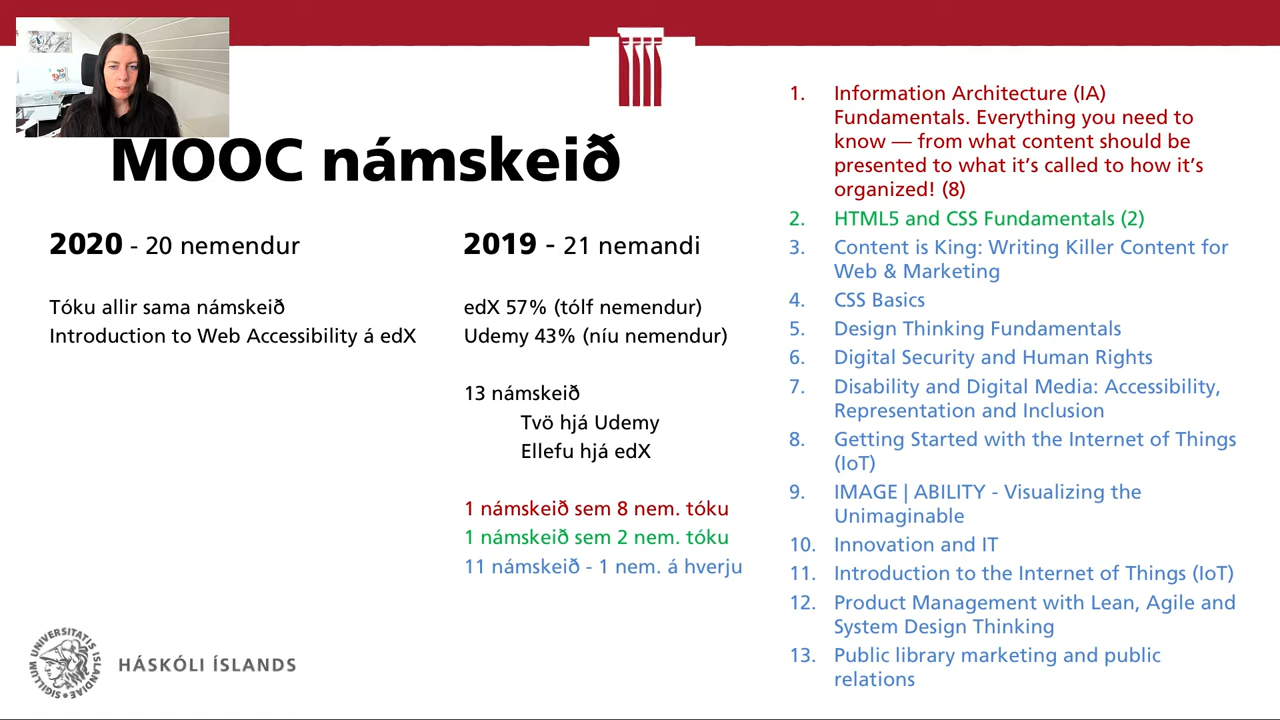 MOOC námskeið
2020 - 20 nemendur
Tóku allir sama námskeið
Introduction to Web Accessibility á edX
2019 - 21 nemandi
edX 57% (tólf nemendur)
Udemy 43% (níu nemendur)
13 námskeið
Tvö hjá Udemy
Ellefu hjá edX
1 námskeið sem 8 nem. tóku
1 námskeið sem 2 nem. tóku
11 námskeið - 1 nem. á hverju
1. Information Architecture (IA)
Fundamentals. Everything you need to
know — from what content should be
presented to what it’s called to how it’s
organized! (8)
2. HTML5 and CSS Fundamentals (2)
3. Content is King: Writing Killer Content for
Web & Marketing
4. CSS Basics
5. Design Thinking Fundamentals
6. Digital Security and Human Rights
7. Disability and Digital Media: Accessibility,
Representation and Inclusion
8. Getting Started with the Internet of Things
(IoT)
9. IMAGE | ABILITY - Visualizing the
Unimaginable
10. Innovation and IT
11. Introduction to the Internet of Things (IoT)
12. Product Management with Lean, Agile and
System Design Thinking
13. Public library marketing and public
relations
SIGILLUM UNIVERSITATIS ISLANDIAE
HÁSKÓLI ÍSLANDS